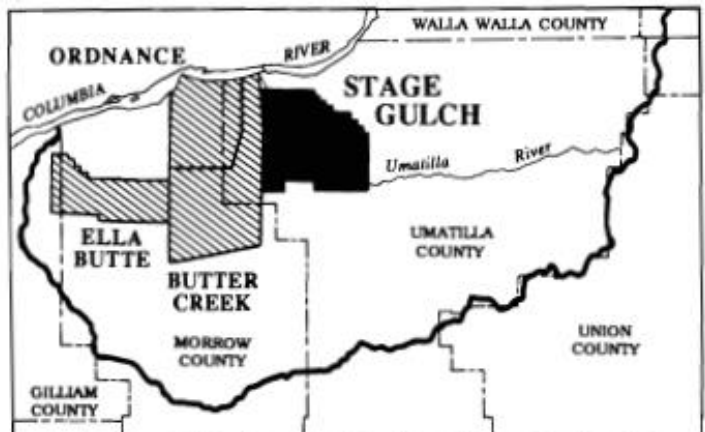 WALLA WALLA COUNTY
ORDNANCE
RIVER
COLUMBIA
STAGE
GULCH
Umatilla
River
ELLA
BUTTE
UMATILLA
COUNTY
BUTTER
CREEK
MORROW
COUNTY
UNION
COUNTY
GILLIAM
COUNTY